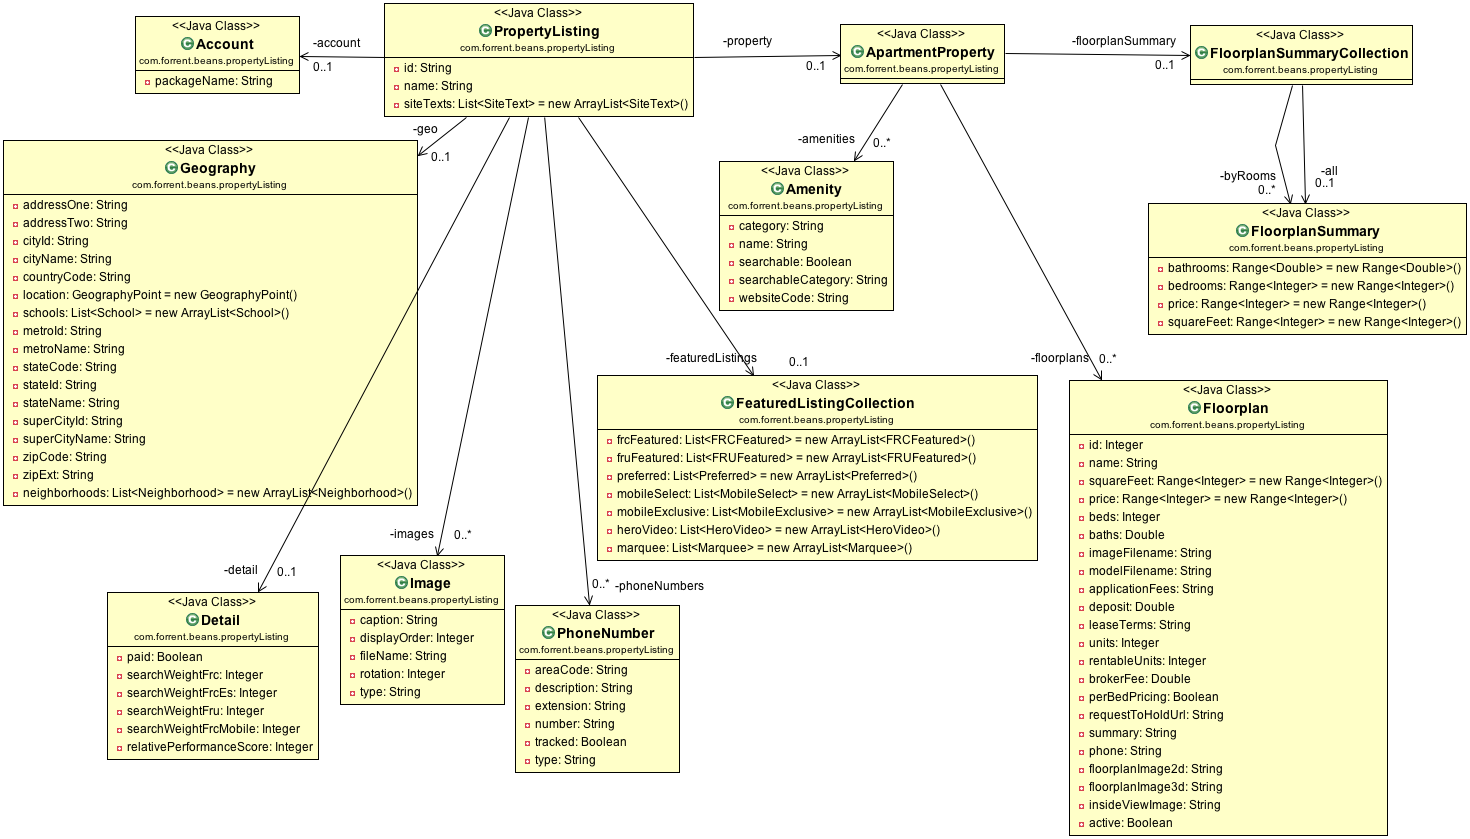 <<Java Class>>
Account
com.forrent.beans.propertyListing
packageName: String
-account
0..1
<<Java Class>>
PropertyListing
com.forrent.beans.propertyListing
id: String
name: String
siteTexts: List<SiteText> = new ArrayList<SiteText>()
-property
0..1
<<Java Class>>
ApartmentProperty
com.forrent.beans.propertyListing
-floorplanSummary
0..1
<<Java Class>>
FloorplanSummaryCollection
com.forrent.beans.propertyListing
-geo
0..1
<<Java Class>>
Geography
com.forrent.beans.propertyListing
addressOne: String
addressTwo: String
cityId: String
cityName: String
countryCode: String
location: GeographyPoint = new GeographyPoint()
schools: List<School> = new ArrayList<School>()
metroId: String
metroName: String
stateCode: String
stateId: String
stateName: String
superCityId: String
superCityName: String
zipCode: String
zipExt: String
neighborhoods: List<Neighborhood> = new ArrayList<Neighborhood>()
-amenities
0..*
<<Java Class>>
Amenity
com.forrent.beans.propertyListing
category: String
name: String
searchable: Boolean
searchableCategory: String
websiteCode: String
-byRooms
0..*
-all
0..1
<<Java Class>>
FloorplanSummary
com.forrent.beans.propertyListing
bathrooms: Range<Double> = new Range<Double>()
bedrooms: Range<Integer> = new Range<Integer>()
price: Range<Integer> = new Range<Integer>()
squareFeet: Range<Integer> = new Range<Integer>()
-featuredListings
0..1
<<Java Class>>
FeaturedListingCollection
com.forrent.beans.propertyListing
frcFeatured: List<FRCFeatured> = new ArrayList<FRCFeatured>()
fruFeatured: List<FRUFeatured> = new ArrayList<FRUFeatured>()
preferred: List<Preferred> = new ArrayList<Preferred>()
mobileSelect: List<MobileSelect> = new ArrayList<MobileSelect>()
mobileExclusive: List<MobileExclusive> = new ArrayList<MobileExclusive>()
heroVideo: List<HeroVideo> = new ArrayList<HeroVideo>()
marquee: List<Marquee> = new ArrayList<Marquee>()
-floorplans
0..*
<<Java Class>>
Floorplan
com.forrent.beans.propertyListing
id: Integer
name: String
squareFeet: Range<Integer> = new Range<Integer>()
price: Range<Integer> = new Range<Integer>()
beds: Integer
baths: Double
imageFilename: String
modelFilename: String
applicationFees: String
deposit: Double
leaseTerms: String
units: Integer
rentableUnits: Integer
brokerFee: Double
perBedPricing: Boolean
requestToHoldUrl: String
summary: String
phone: String
floorplanImage2d: String
floorplanImage3d: String
insideViewImage: String
active: Boolean
-detail
0..1
<<Java Class>>
Detail
com.forrent.beans.propertyListing
paid: Boolean
searchWeightFrc: Integer
searchWeightFrcEs: Integer
searchWeightFru: Integer
searchWeightFrcMobile: Integer
relativePerformanceScore: Integer
-images
0..*
<<Java Class>>
Image
com.forrent.beans.propertyListing
caption: String
displayOrder: Integer
fileName: String
rotation: Integer
type: String
0..*
-phoneNumbers
<<Java Class>>
PhoneNumber
com.forrent.beans.propertyListing
areaCode: String
description: String
extension: String
number: String
tracked: Boolean
type: String